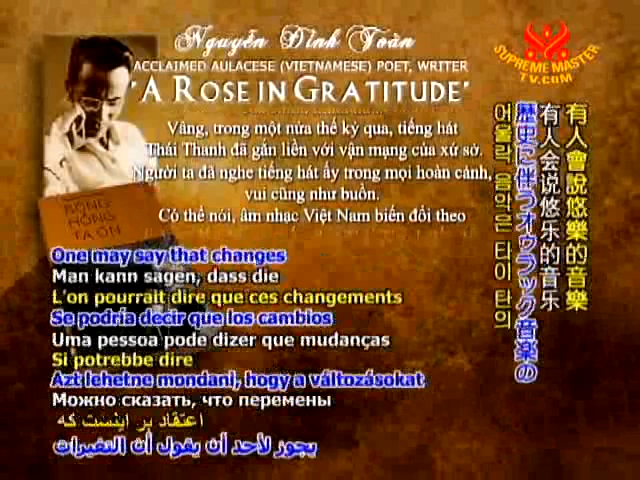 Nguyễn Đình Toàn
ACCLAIMED AULACESE (VIETNAMESE) POET, WRITER
"A ROSE IN GRATITUDE"
Vâng, trong một nửa thế kỷ qua, tiếng hát
Thái Thanh đã gắn liền với vận mạng của xứ sở.
Người ta đã nghe tiếng hát ấy trong mọi hoàn cảnh,
vui cũng như buồn.
Có thể nói, âm nhạc Việt Nam biến đổi theo
BÔNG
HỒNG
TẠ ƠN
One may say that changes
Man kann sagen, dass die
L'on pourrait dire que ces changements
Se podría decir que los cambios
Uma pessoa pode dizer que mudanças
Si potrebbe dire
Azt lehetne mondani, hogy a változásokat
Можно сказать, что перемены
اعتقاد بر اینست که
يجوز لأحد أن يقول أن التغيرات
SUPREME MASTER
TV.COM
有人會說悠樂的音樂
有人会说悠乐的音乐
歴史に伴うオウラック音楽の
어울락 음악은 타이 탄의